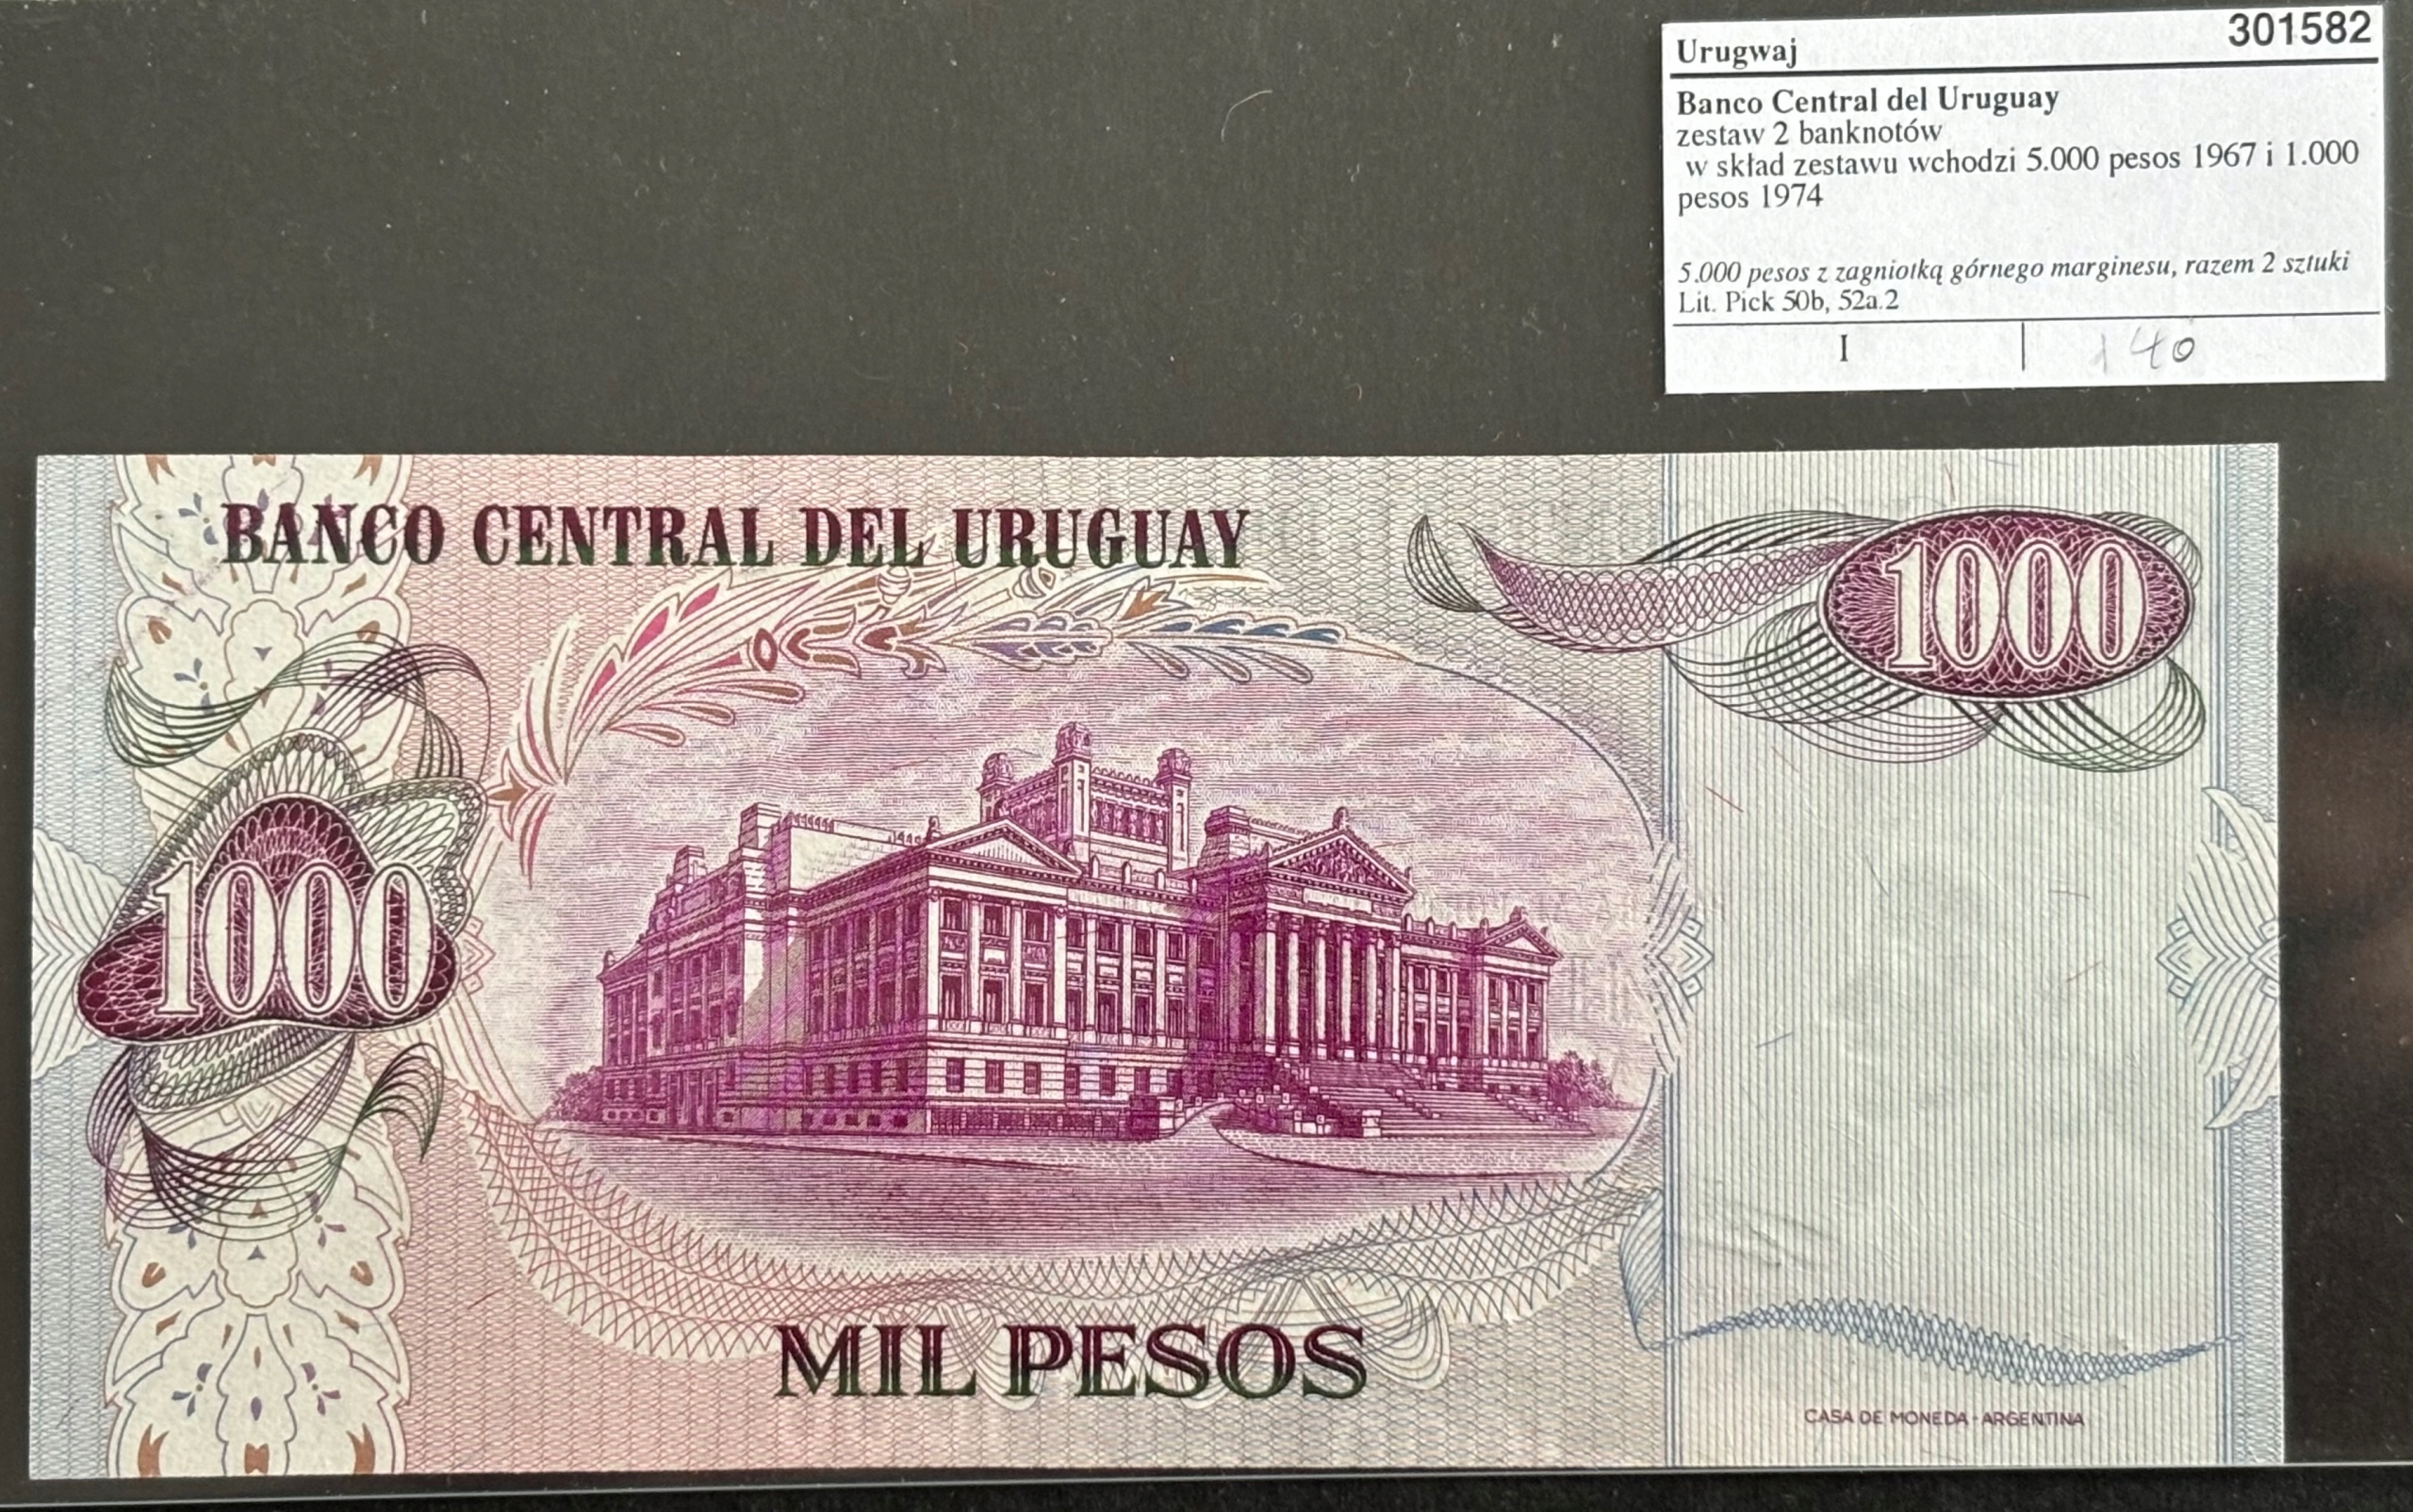 301582
Urugwaj
Banco Central del Uruguay
zestaw 2 banknotów
w skład zestawu wchodzi 5.000 pesos 1967 i 1.000
pesos 1974
5.000 pesos z zagniotką górnego marginesu, razem 2 sztuki
Lit. Pick 50b, 52a.2
I
140
BANCO CENTRAL DEL URUGUAY
1000
1000
MIL PESOS
CASA DE MONEDA - ARGENTINA